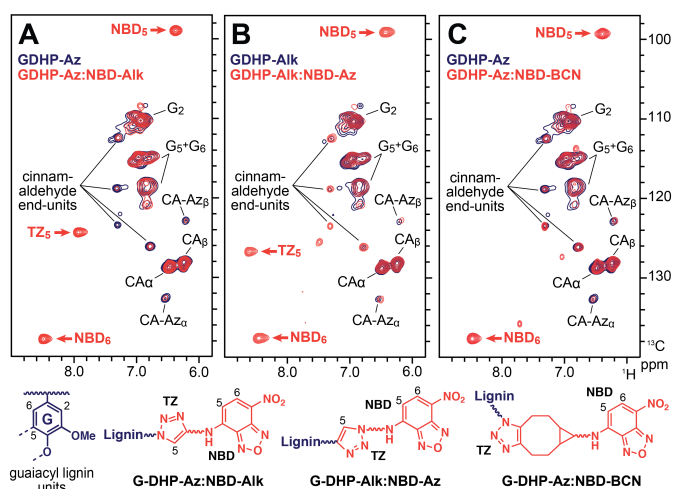 A
NBD5
GDHP-Az
GDHP-Az:NBD-Alk
G2
G5+G6
cinnam-
aldehyde
end-units
CA-Azβ
TZ5
CAβ
CAα
CA-Azα
NBD6
8.0
7.0
6.0
B
NBD5
GDHP-Alk
GDHP-Alk:NBD-Az
G2
G5+G6
cinnam-
aldehyde
end-units
CA-Azβ
CAβ
TZ5
CAα
CA-Azα
NBD6
8.0
7.0
6.0
C
NBD5
GDHP-Az
GDHP-Az:NBD-BCN
G2
G5+G6
cinnam-
aldehyde
end-units
CA-Azβ
CAβ
CAα
CA-Azα
NBD6
8.0
7.0
¹H
100
110
120
130
¹³C
ppm
6
2
G
5
OMe
O
guaiacyl lignin
units
TZ
N
N
N
Lignin
5
N
H
NBD
5
6
NO2
N
O
N
G-DHP-Az:NBD-Alk
Lignin
5
N
N
N
TZ
N
H
NBD
5
6
NO2
N
O
N
G-DHP-Alk:NBD-Az
Lignin
N
N
N
TZ
N
H
NBD
5
6
NO2
N
O
N
G-DHP-Az:NBD-BCN